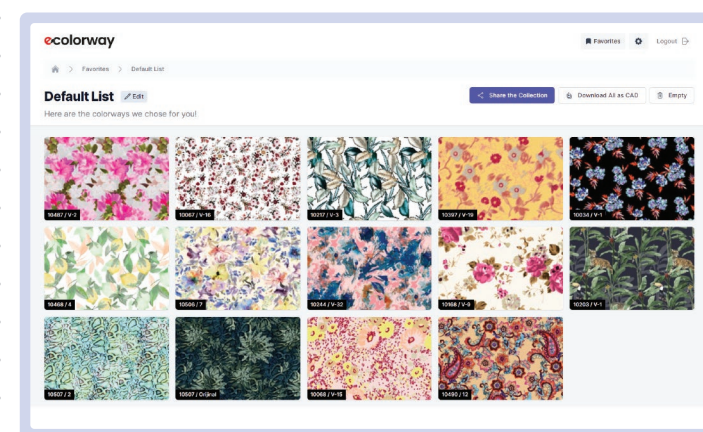 ecolorway
Favorites Logout
Favorites > Default List
Default List Edit
Share the Collection Download All as CAD Empty
Here are the colorways we chose for you!
10487 / V-2 10067 / V-16 10217 / V-3 10397 / V-19 10034 / V-1
10468 / 4 10506 / 7 10244 / V-32 10166 / V-9 10203 / V-1
10507 / 2 10507 / Orijinal 10068 / V-15 10490 / 12